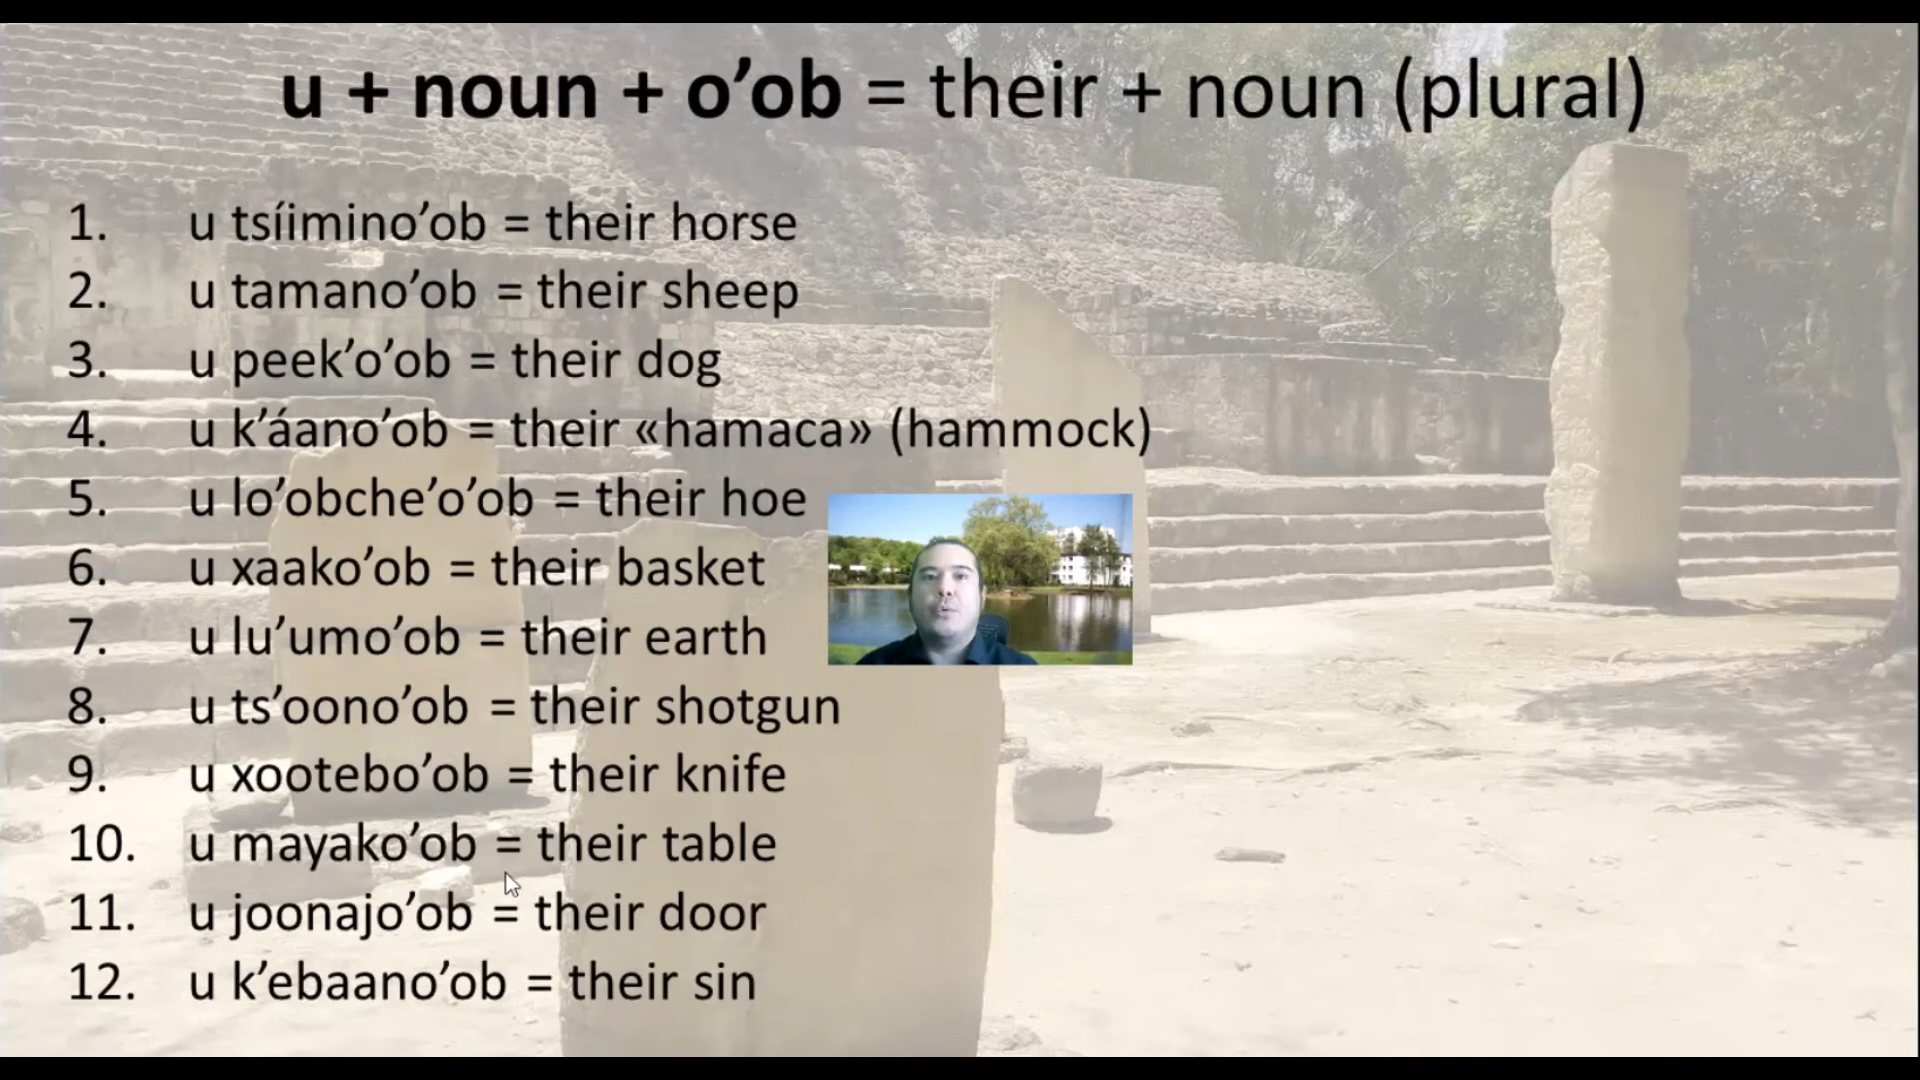 u + noun + o’ob = their + noun (plural)
1. u tsíimino’ob = their horse
2. u tamano’ob = their sheep
3. u peek’o’ob = their dog
4. u k’áano’ob = their «hamaca» (hammock)
5. u lo’obche’o’ob = their hoe
6. u xaako’ob = their basket
7. u lu’umo’ob = their earth
8. u ts’oono’ob = their shotgun
9. u xootebo’ob = their knife
10. u mayako’ob = their table
11. u joonajo’ob = their door
12. u k’ebaano’ob = their sin